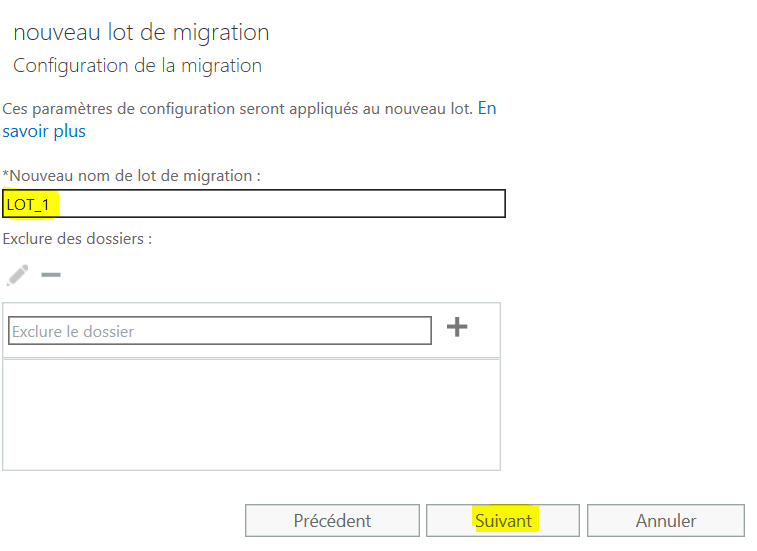 nouveau lot de migration
Configuration de la migration
Ces paramètres de configuration seront appliqués au nouveau lot. En
savoir plus
*Nouveau nom de lot de migration :
LOT_1
Exclure des dossiers :
Exclure le dossier
Précédent Suivant Annuler